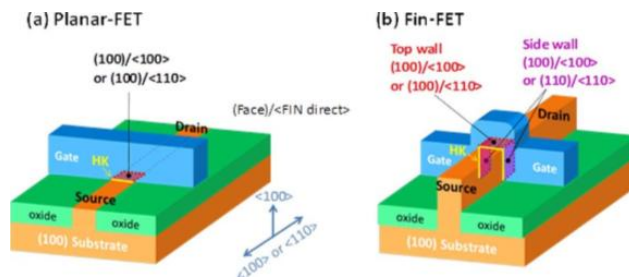 (a) Planar-FET
(100)/<100>
or (100)/<110>
(Face)/<FIN direct>
Drain
Gate
HK
Source
oxide
oxide
(100) Substrate
<100>
<100> or <110>
(b) Fin-FET
Top wall
(100)/<100>
or (100)/<110>
Side wall
(100)/<100>
or (110)/<110>
Drain
HK
Gate
Gate
Source
oxide
oxide
(100) Substrate